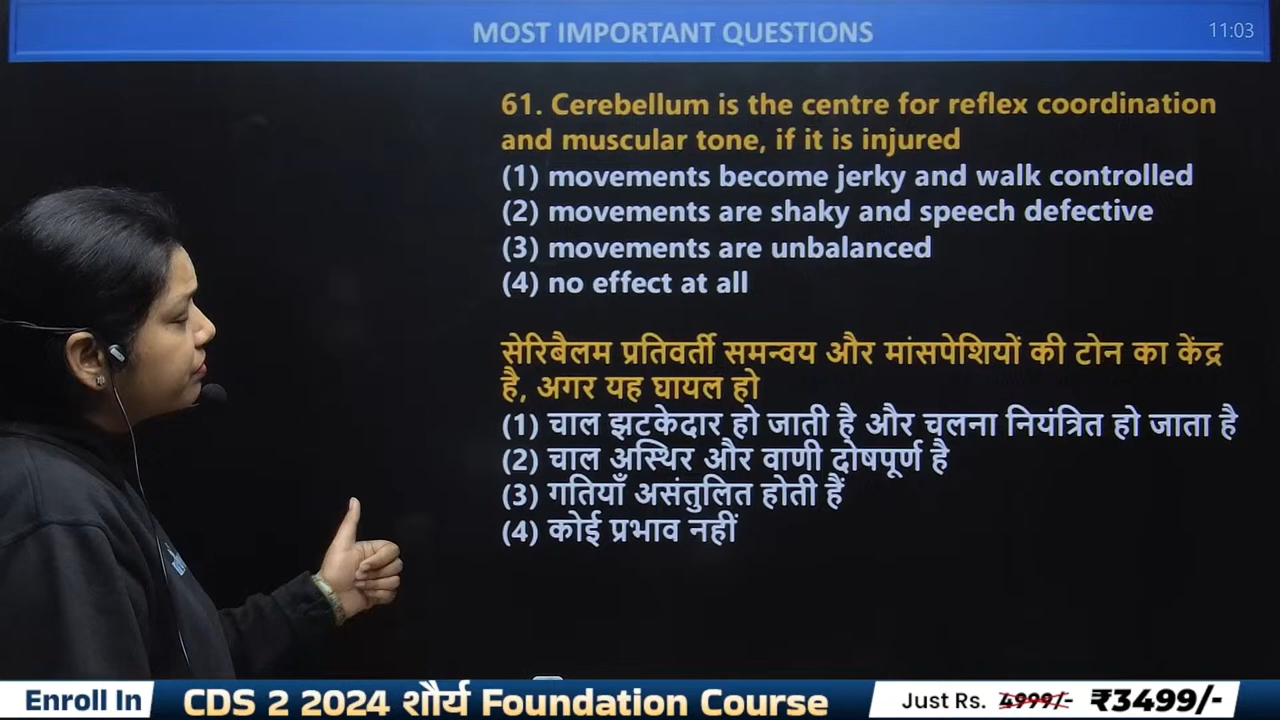 MOST IMPORTANT QUESTIONS
11:03
61. Cerebellum is the centre for reflex coordination
and muscular tone, if it is injured
(1) movements become jerky and walk controlled
(2) movements are shaky and speech defective
(3) movements are unbalanced
(4) no effect at all
सेरिबैलम प्रतिवर्ती समन्वय और मांसपेशियों की टोन का केंद्र
है, अगर यह घायल हो
(1) चाल झटकेदार हो जाती है और चलना नियंत्रित हो जाता है
(2) चाल अस्थिर और वाणी दोषपूर्ण है
(3) गतियाँ असंतुलित होती हैं
(4) कोई प्रभाव नहीं
Enroll In CDS 2 2024 शौर्य Foundation Course Just Rs. 4999/- ₹3499/-